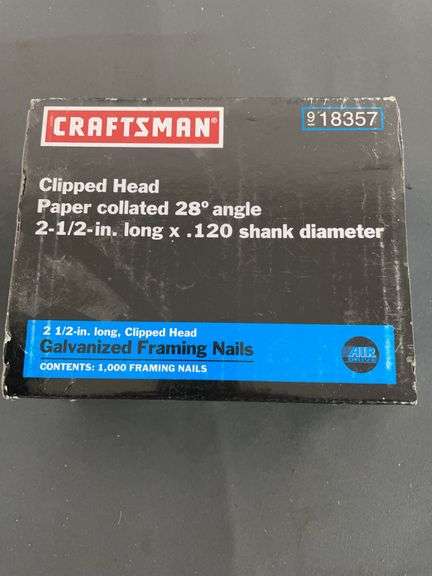 CRAFTSMAN®
9 18357
Clipped Head
Paper collated 28° angle
2-1/2-in. long x .120 shank diameter
2 1/2-in. long, Clipped Head
Galvanized Framing Nails
CONTENTS: 1,000 FRAMING NAILS
AIR